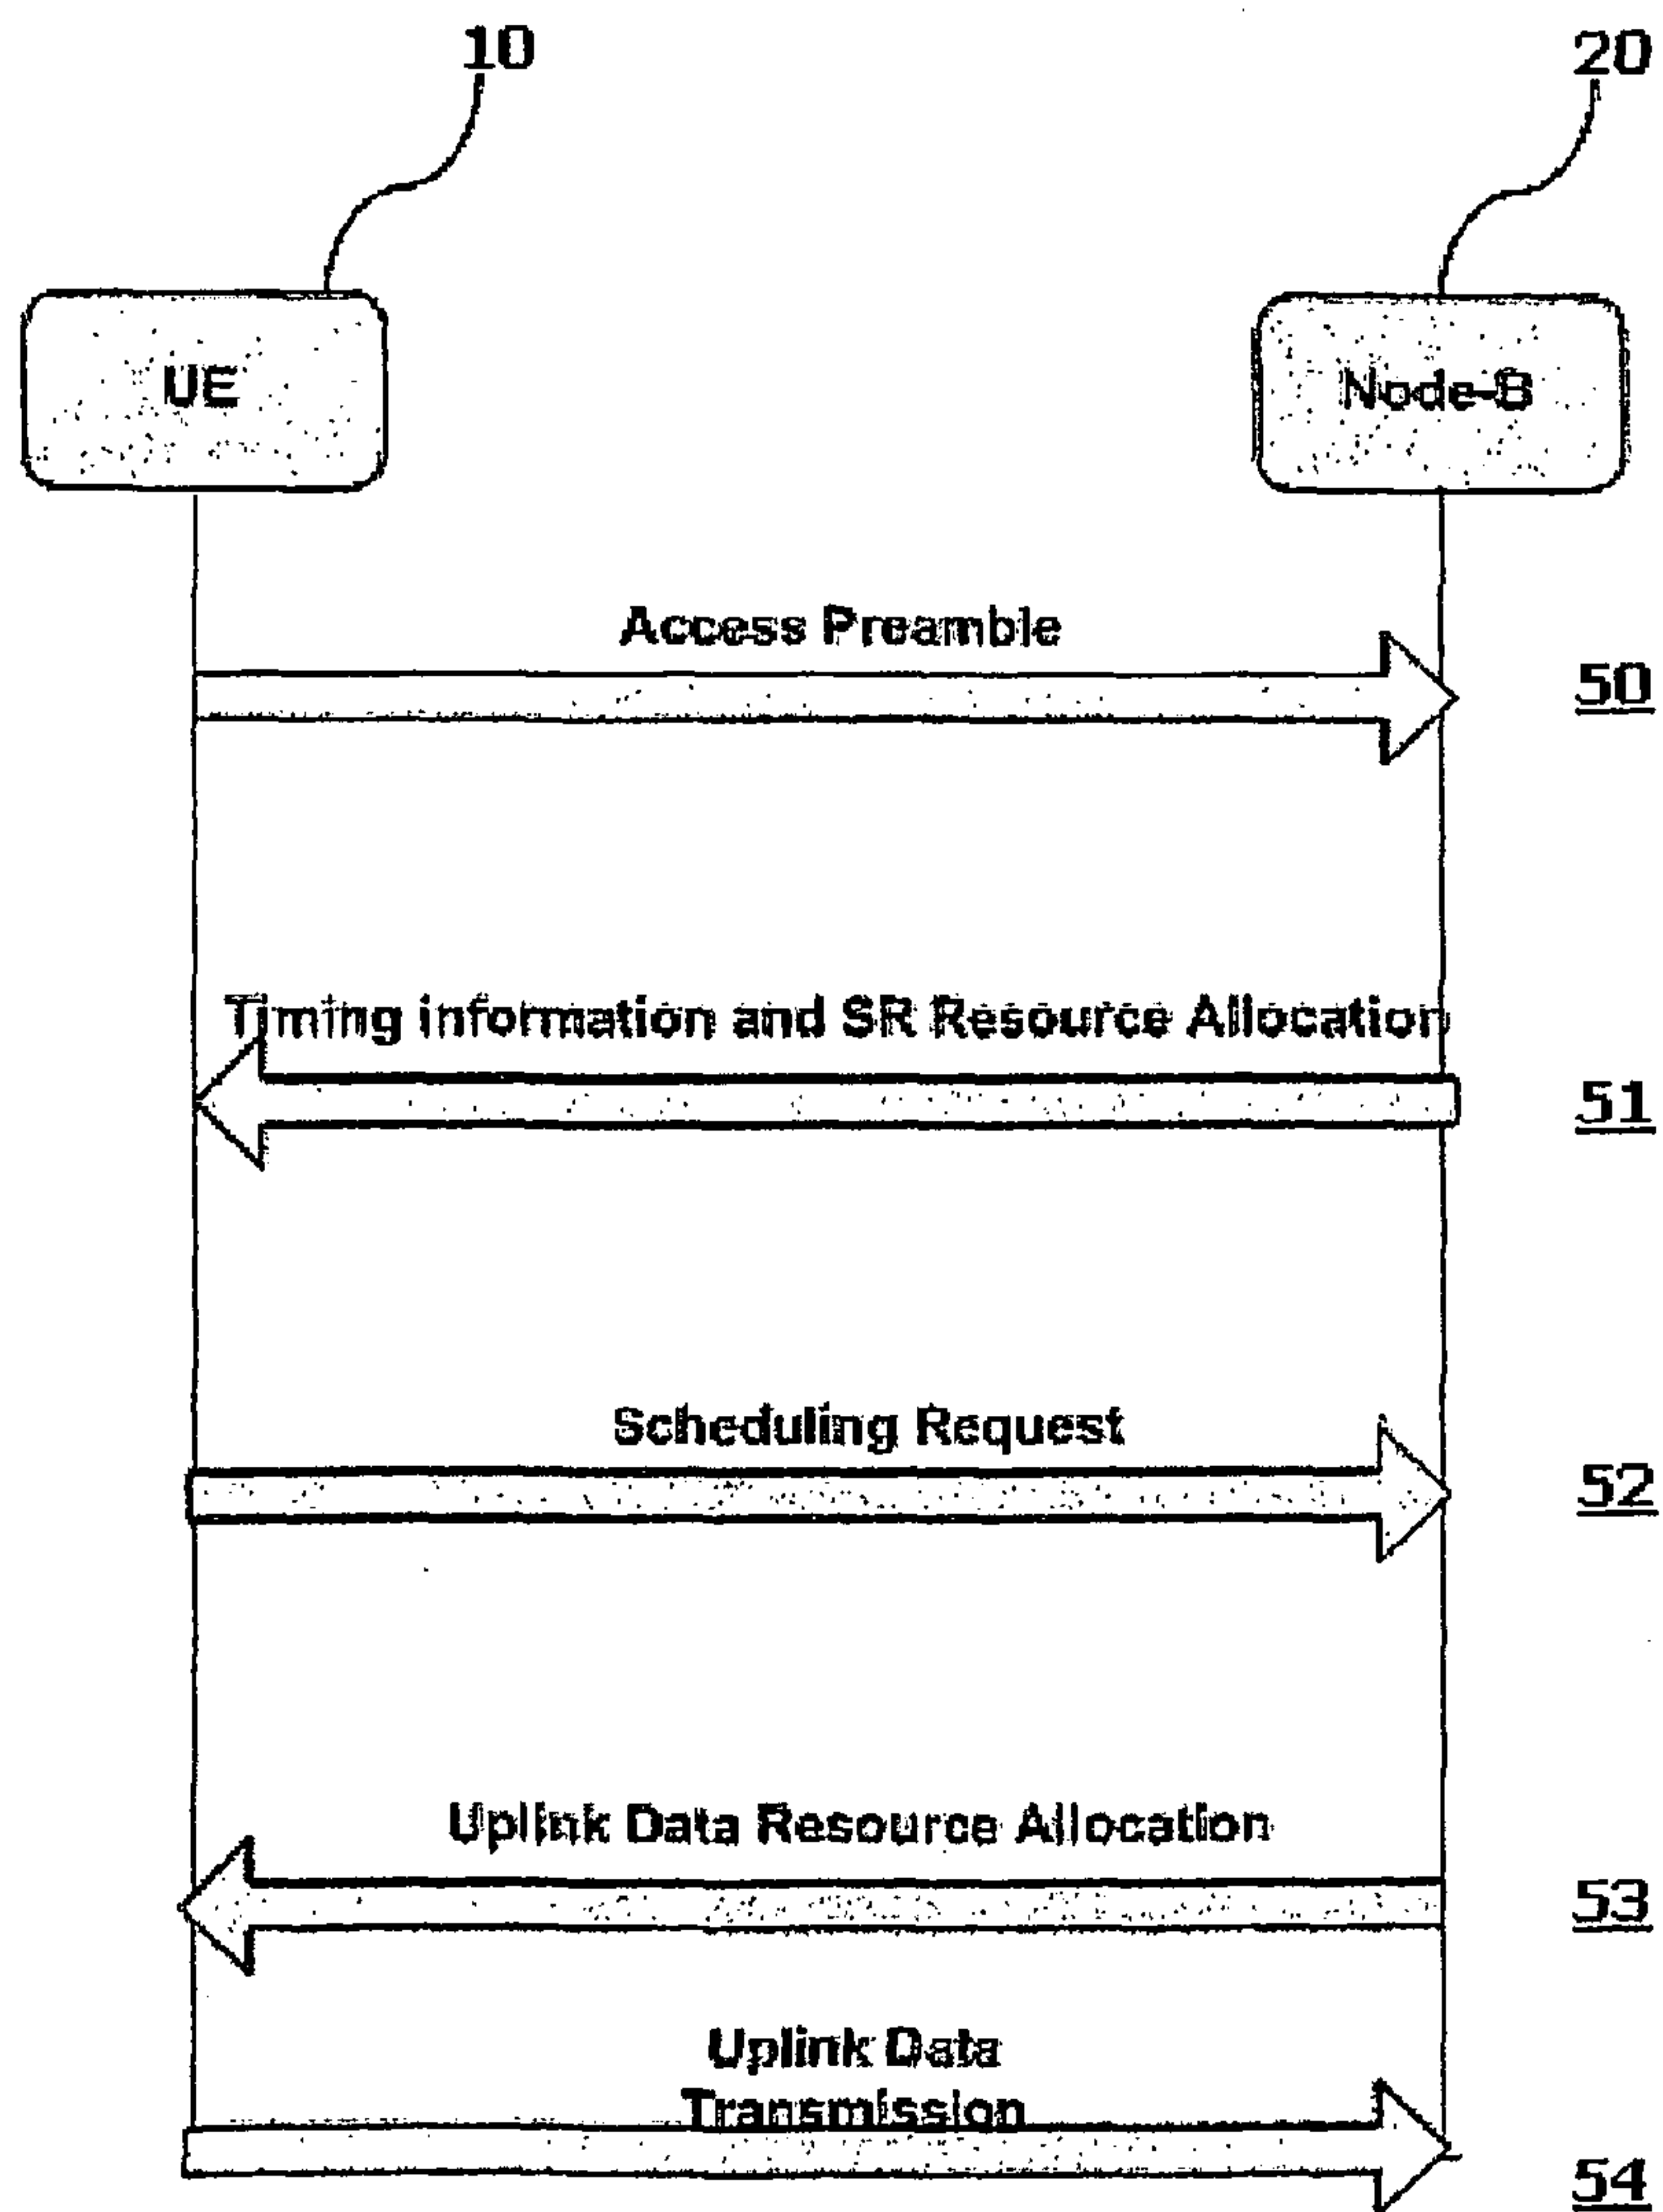 10
20
UE
Node-B
Access Preamble
50
Timing information and SR Resource Allocation
51
Scheduling Request
52
Uplink Data Resource Allocation
53
Uplink Data
Transmission
54